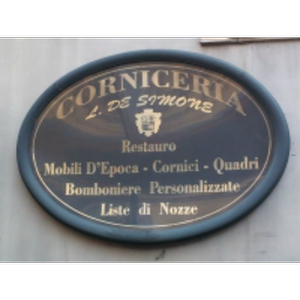 CORNICERIA
L. DE SIMONE
Restauro
Mobili D'Epoca - Cornici - Quadri
Bomboniere Personalizzate
Liste di Nozze